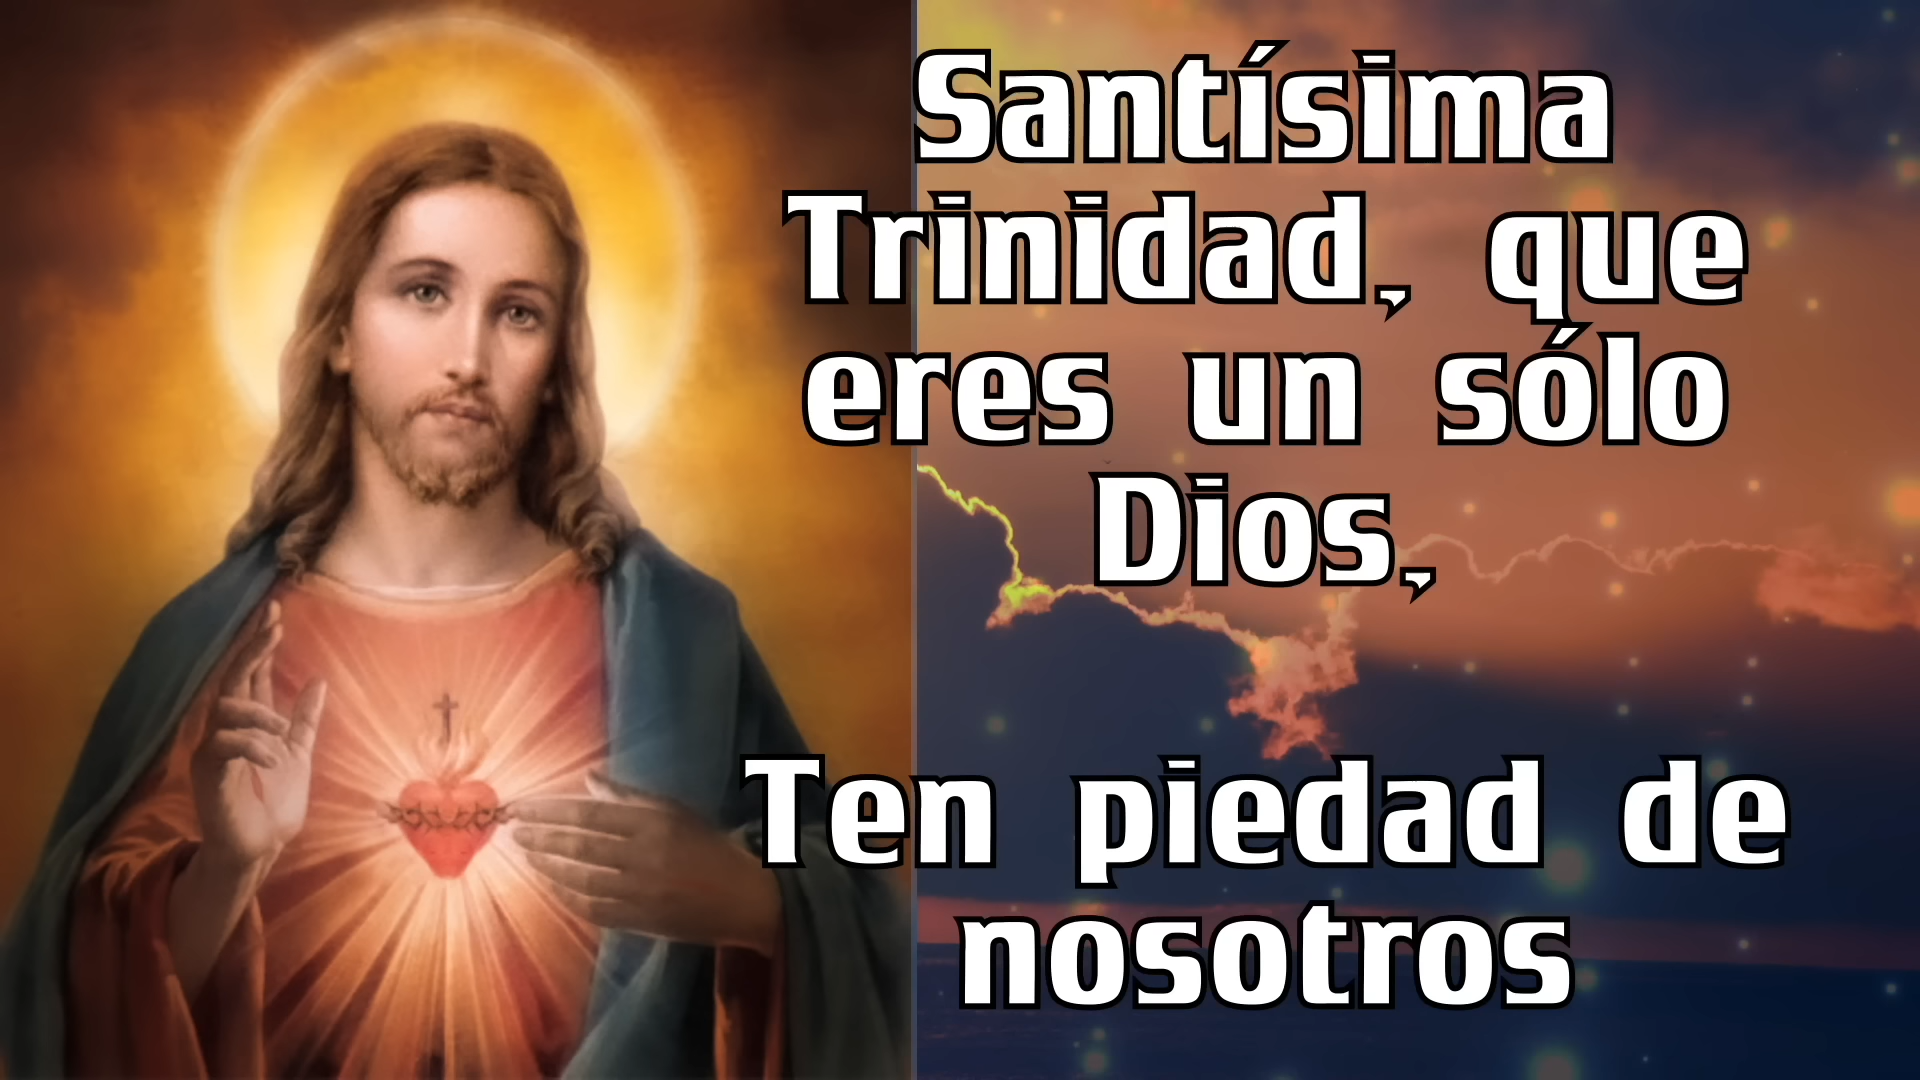 Santísima
Trinidad, que
eres un sólo
Dios,
Ten piedad de
nosotros